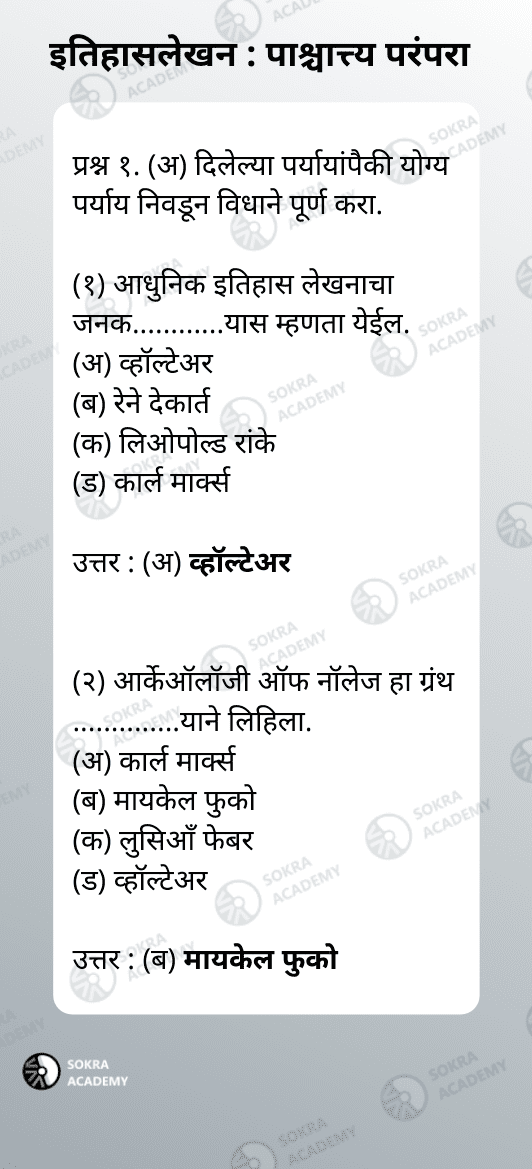 इतिहासलेखन : पाश्चात्त्य परंपरा
प्रश्न १. (अ) दिलेल्या पर्यायांपैकी योग्य
पर्याय निवडून विधाने पूर्ण करा.
(१) आधुनिक इतिहास लेखनाचा
जनक............यास म्हणता येईल.
(अ) व्हॉल्टेअर
(ब) रेने देकार्त
(क) लिओपोल्ड रांके
(ड) कार्ल मार्क्स
उत्तर : (अ) व्हॉल्टेअर
(२) आर्केऑलॉजी ऑफ नॉलेज हा ग्रंथ
..............याने लिहिला.
(अ) कार्ल मार्क्स
(ब) मायकेल फुको
(क) लुसिआँ फेबर
(ड) व्हॉल्टेअर
उत्तर : (ब) मायकेल फुको
SOKRA
ACADEMY